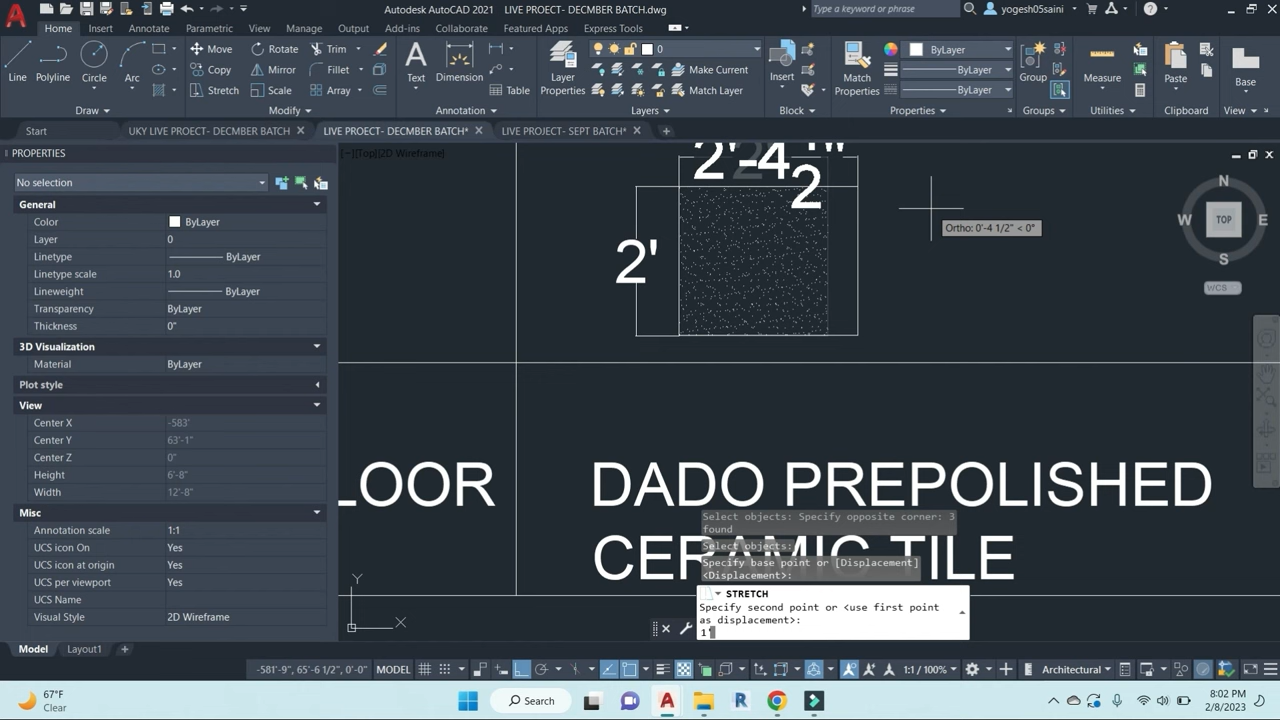 Autodesk AutoCAD 2021 LIVE PROJECT- DECMBER BATCH.dwg
Type a keyword or phrase
yogesh05saini
Home Insert Annotate Parametric View Manage Output Add-ins Collaborate Express Tools Featured Apps
Line Polyline Circle Arc
Move Rotate Trim
Copy Mirror Fillet
Stretch Scale Array
Text Dimension Table
Layer Properties
0
Make Current
Match Layer
Insert
Match Properties
ByLayer
ByLayer
ByLayer
Group
Measure
Paste
Base
Draw Modify Annotation Layers Block Properties Groups Utilities Clipboard View
Start UKY LIVE PROECT- DECMBER BATCH LIVE PROECT- DECMBER BATCH* LIVE PROJECT- SEPT BATCH*
PROPERTIES
[−][Top][2D Wireframe]
No selection
General
Color ByLayer
Layer 0
Linetype ByLayer
Linetype scale 1.0
Lineweight ByLayer
Transparency ByLayer
Thickness 0"
3D Visualization
Material ByLayer
Plot style
View
Center X -583'
Center Y 63'-1"
Center Z 0"
Height 6'-8"
Width 12'-8"
Misc
Annotation scale 1:1
UCS icon On Yes
UCS icon at origin Yes
UCS per viewport Yes
UCS Name
Visual Style 2D Wireframe
2'-4 1/2"
2'
Ortho: 0'-4 1/2" < 0°
N
W TOP E
S
WCS
LOOR
DADO PREPOLISHED
CERAMIC TILE
Select objects: Specify opposite corner: 3
found
Select objects:
Specify base point or [Displacement]
<Displacement>:
STRETCH
Specify second point or <use first point
as displacement>:
1'
Y
X
Model Layout1
-581'-9", 65'-6 1/2", 0'-0" MODEL 1:1 / 100% Architectural
67°F
Clear
Search
8:02 PM
2/8/2023